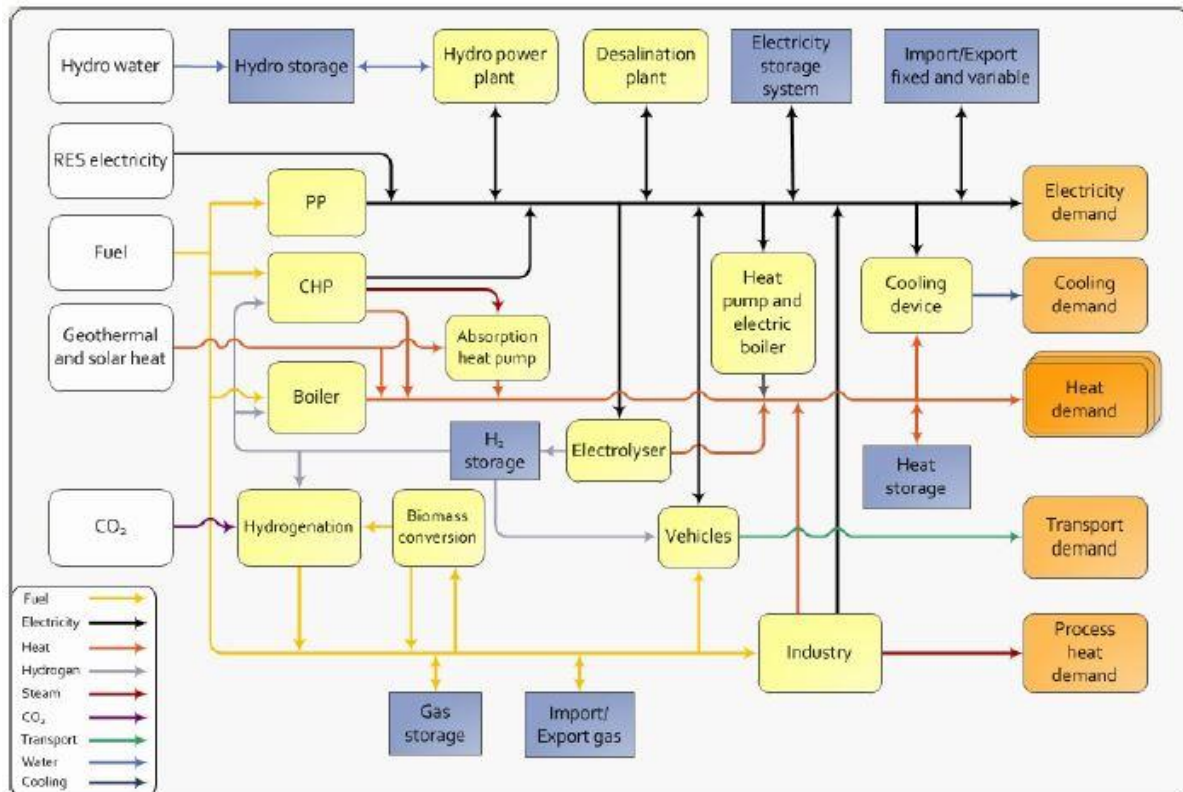 Hydro water
Hydro storage
Hydro power
plant
Desalination
plant
Electricity
storage
system
Import/Export
fixed and variable
RES electricity
PP
Electricity
demand
Fuel
CHP
Heat
pump and
electric
boiler
Cooling
device
Cooling
demand
Geothermal
and solar heat
Absorption
heat pump
Boiler
Heat
demand
H₂
storage
Electrolyser
Heat
storage
CO₂
Hydrogenation
Biomass
conversion
Vehicles
Transport
demand
Industry
Process
heat
demand
Gas
storage
Import/
Export gas
Fuel
Electricity
Heat
Hydrogen
Steam
CO₂
Transport
Water
Cooling